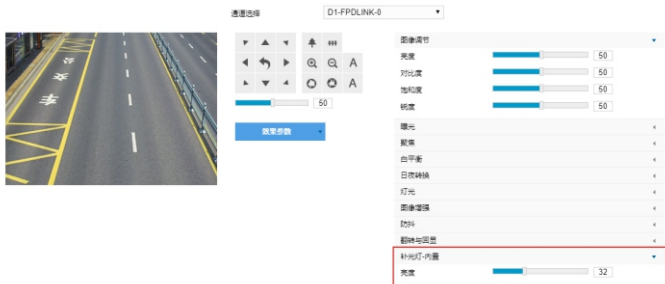 通道选择 D1-FPDLINK-0
公
交
车
A
A
50
效果参数
图像调节
亮度 50
对比度 50
饱和度 50
锐度 50
曝光
聚焦
白平衡
日夜转换
灯光
图像增强
防抖
翻转与回显
补光灯-内置
亮度 32